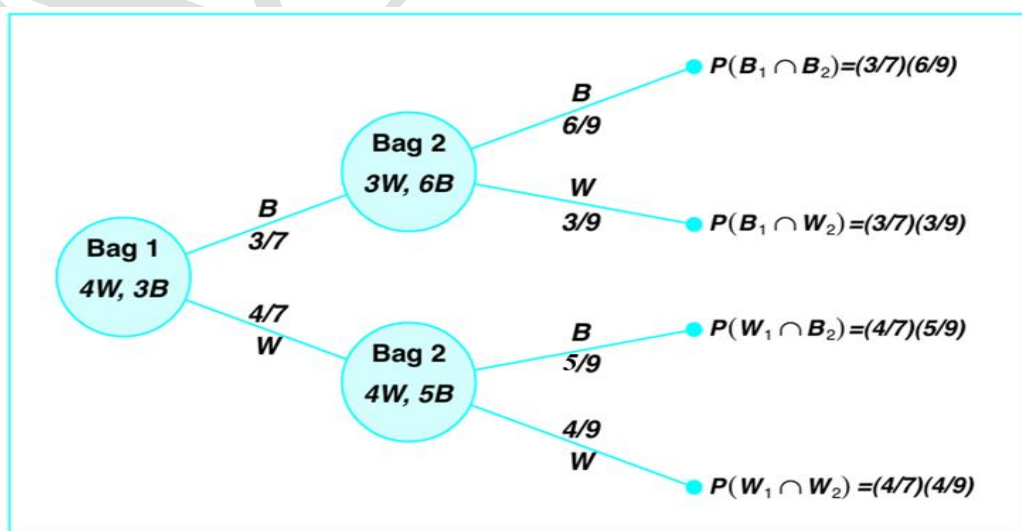 B
6/9
P(B₁ ∩ B₂)=(3/7)(6/9)
Bag 2
3W, 6B
W
3/9
P(B₁ ∩ W₂)=(3/7)(3/9)
B
3/7
Bag 1
4W, 3B
4/7
W
B
5/9
P(W₁ ∩ B₂)=(4/7)(5/9)
Bag 2
4W, 5B
4/9
W
P(W₁ ∩ W₂) =(4/7)(4/9)